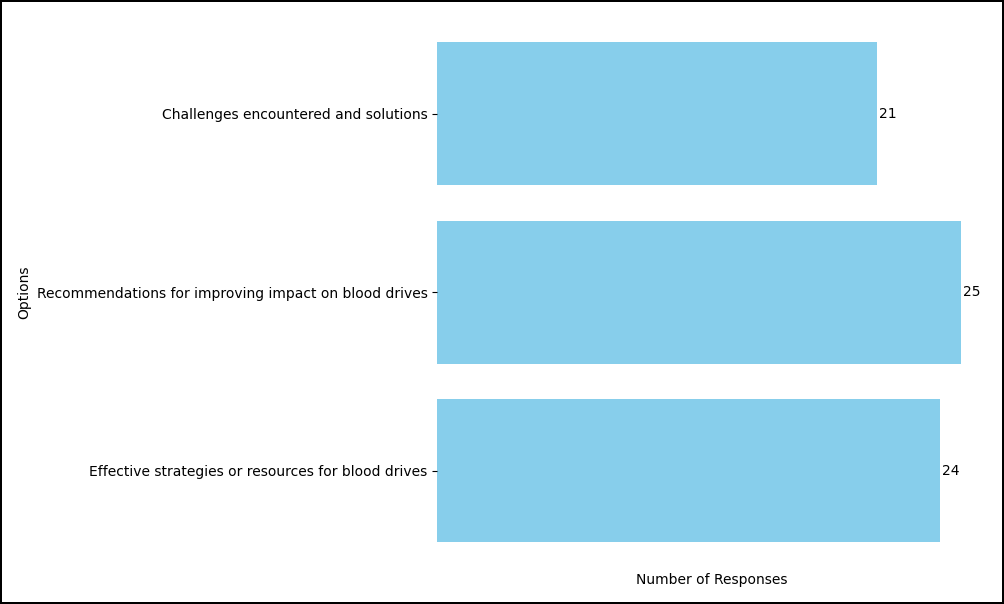 Challenges encountered and solutions
21
Recommendations for improving impact on blood drives
25
Effective strategies or resources for blood drives
24
Options
Number of Responses